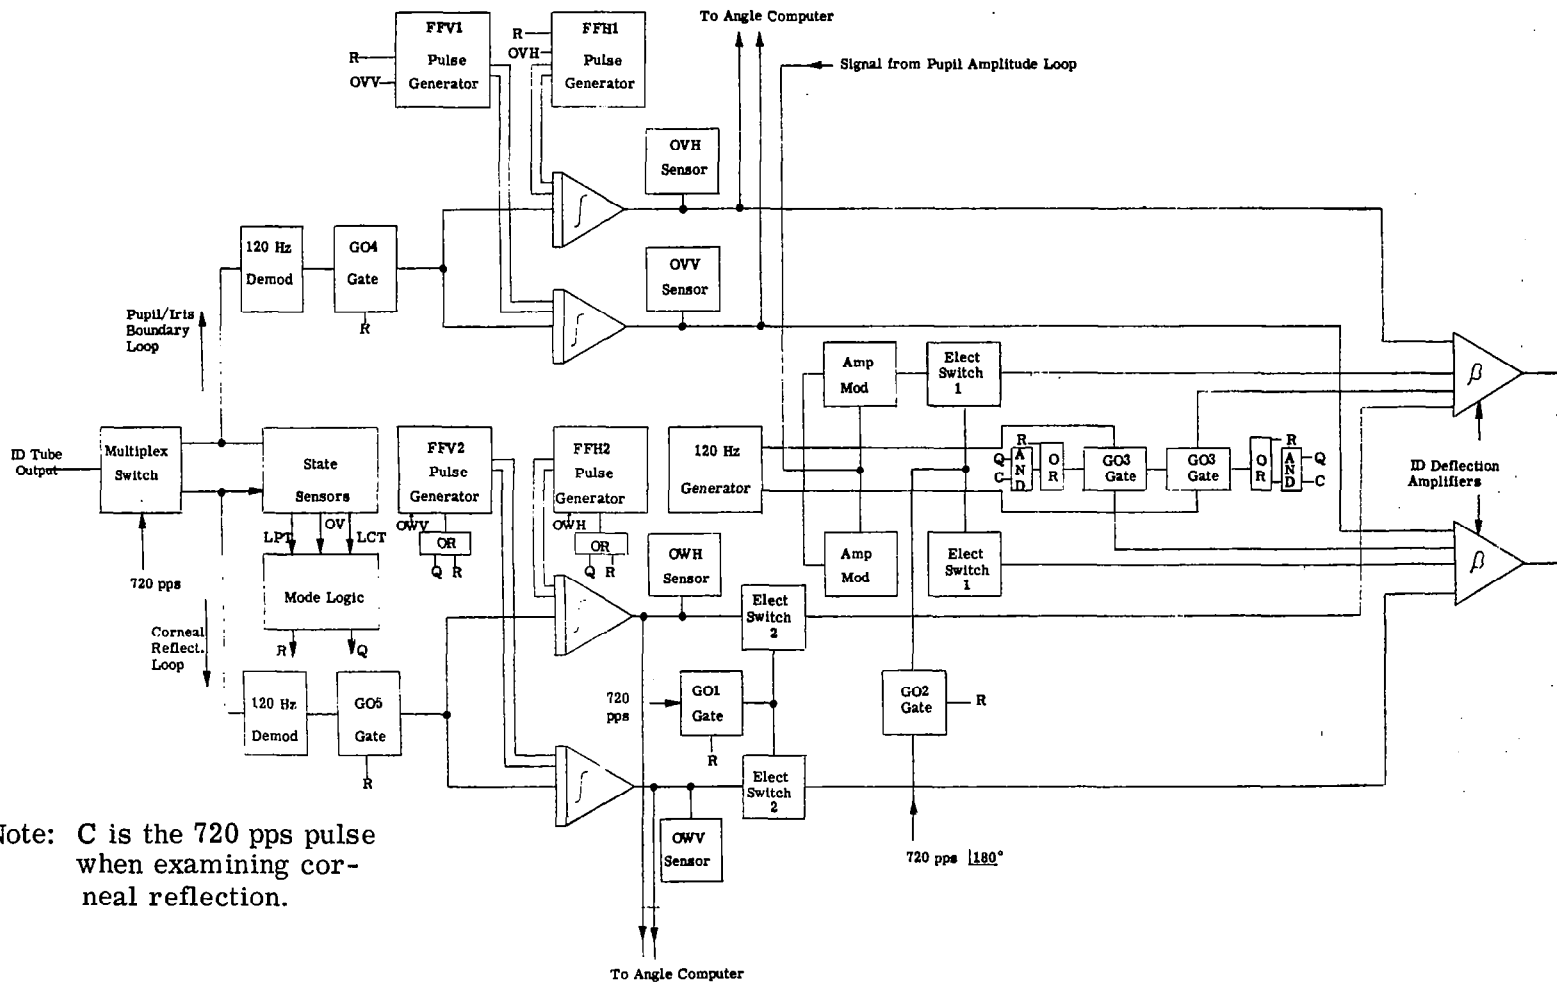 To Angle Computer
FFV1
Pulse
Generator
R
OVV
FFH1
Pulse
Generator
R
OVH
Signal from Pupil Amplitude Loop
OVH
Sensor
∫
120 Hz
Demod
GO4
Gate
R
OVV
Sensor
∫
Pupil/Iris
Boundary
Loop
Amp
Mod
Elect
Switch
1
β
ID Tube
Output
Multiplex
Switch
720 pps
State
Sensors
LPT
OV
LCT
Mode Logic
R
Q
FFV2
Pulse
Generator
OWV
OR
Q R
FFH2
Pulse
Generator
OWH
OR
Q R
120 Hz
Generator
R
Q
C
AND
OR
GO3
Gate
GO3
Gate
OR
R
AND
Q
C
ID Deflection
Amplifiers
OWH
Sensor
Amp
Mod
Elect
Switch
1
β
Corneal
Reflect.
Loop
∫
Elect
Switch
2
120 Hz
Demod
GO5
Gate
R
720
pps
GO1
Gate
R
GO2
Gate
R
∫
Elect
Switch
2
OWV
Sensor
720 pps |180°
Note: C is the 720 pps pulse
when examining cor-
neal reflection.
To Angle Computer